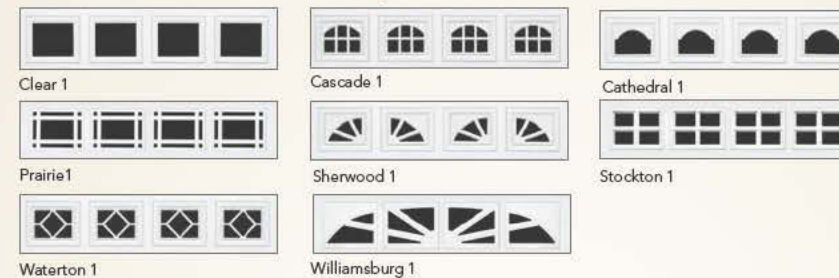 Clear 1
Cascade 1
Cathedral 1
Prairie1
Sherwood 1
Stockton 1
Waterton 1
Williamsburg 1